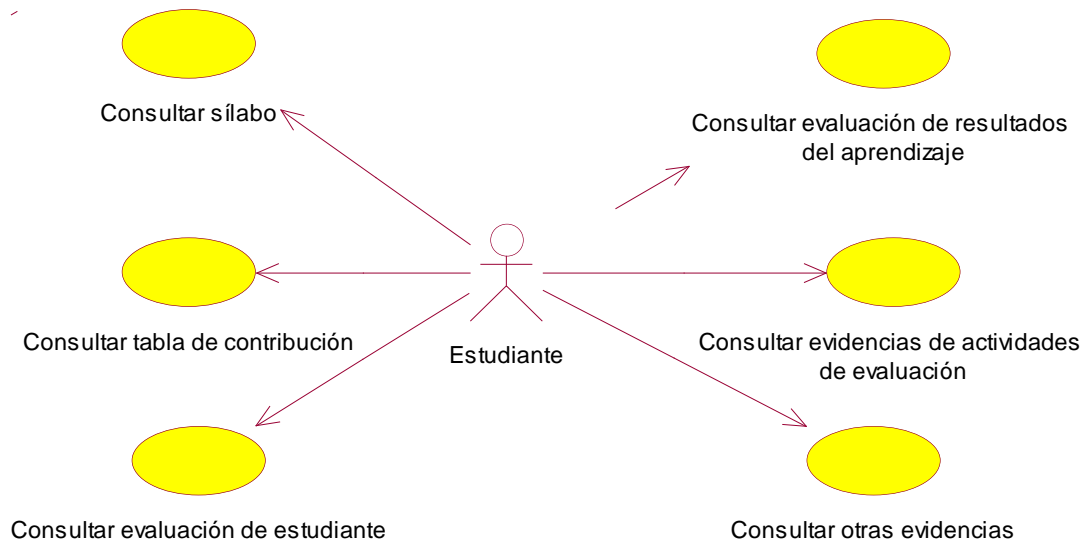 Consultar sílabo
Consultar evaluación de resultados
del aprendizaje
Consultar tabla de contribución
Estudiante
Consultar evidencias de actividades
de evaluación
Consultar evaluación de estudiante
Consultar otras evidencias